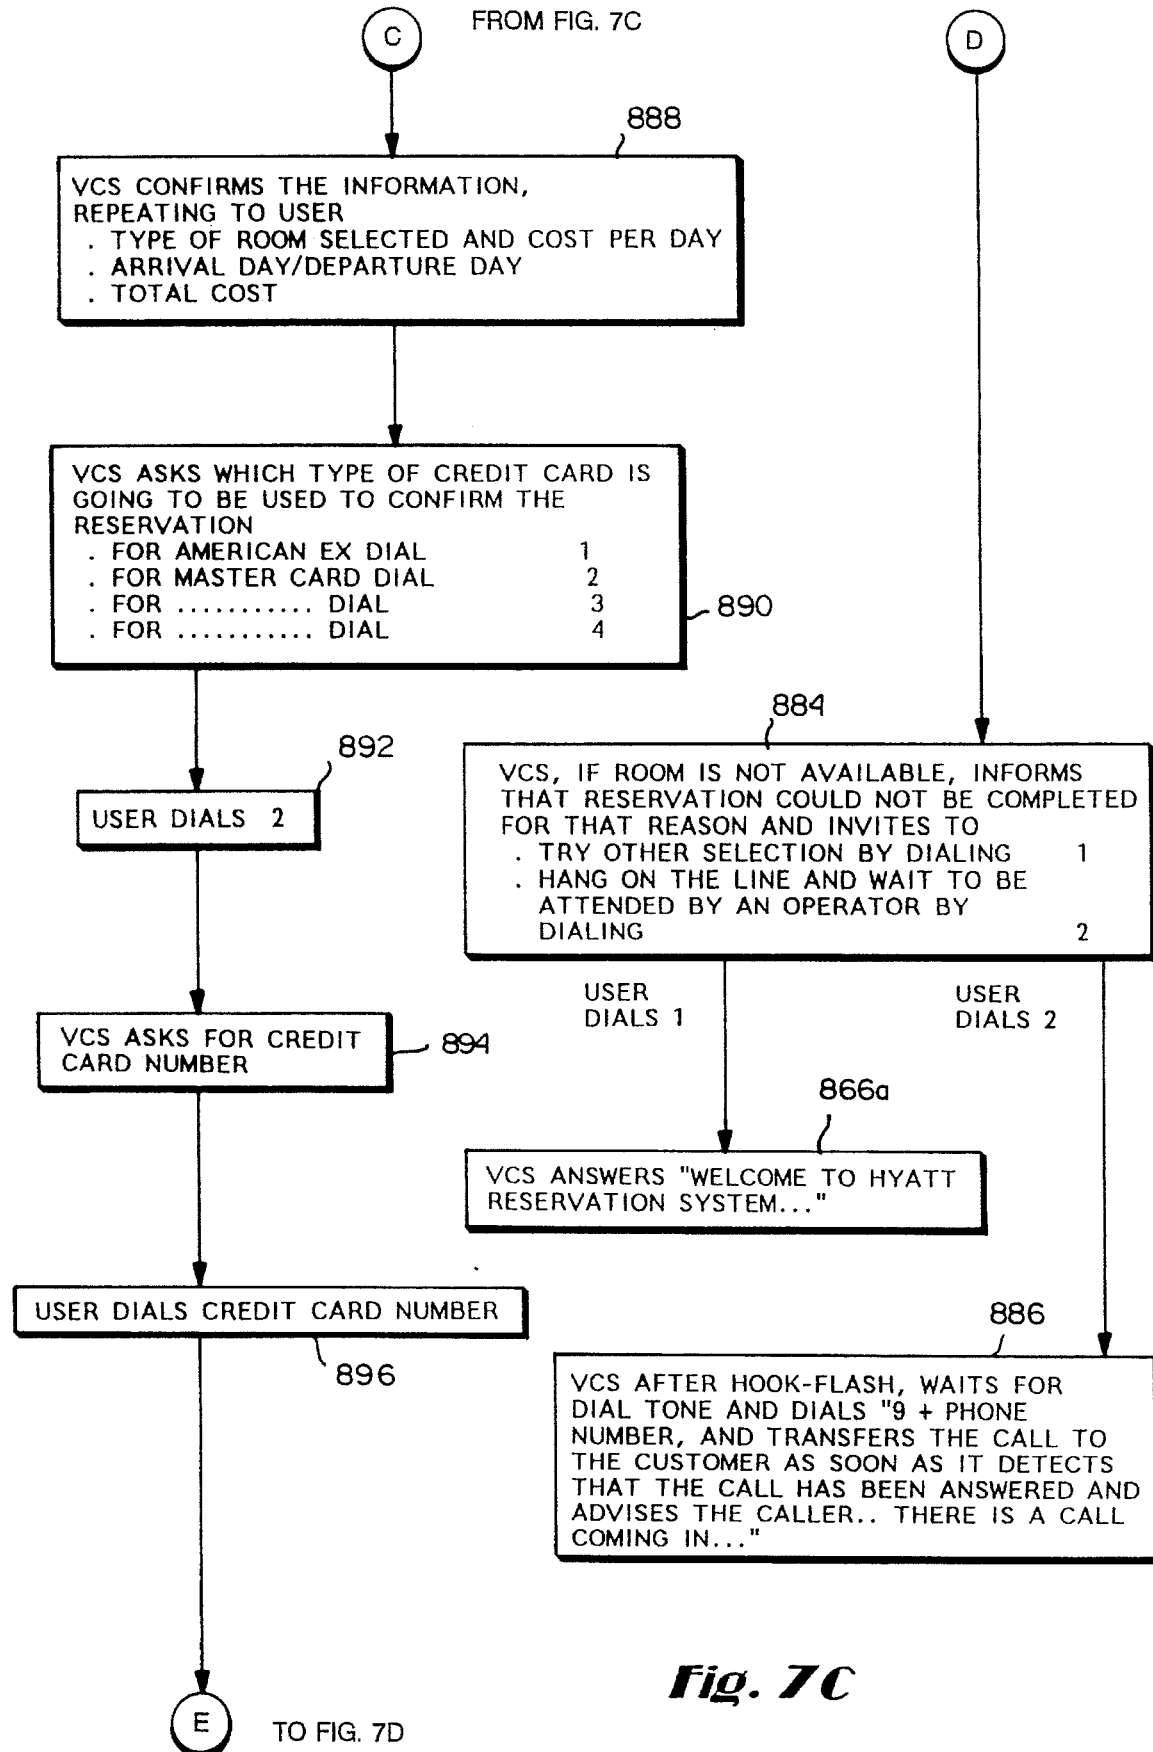 C FROM FIG. 7C D
888
VCS CONFIRMS THE INFORMATION,
REPEATING TO USER
. TYPE OF ROOM SELECTED AND COST PER DAY
. ARRIVAL DAY/DEPARTURE DAY
. TOTAL COST
VCS ASKS WHICH TYPE OF CREDIT CARD IS
GOING TO BE USED TO CONFIRM THE
RESERVATION
. FOR AMERICAN EX DIAL 1
. FOR MASTER CARD DIAL 2
. FOR ........... DIAL 3
. FOR ........... DIAL 4
890
892
USER DIALS 2
VCS ASKS FOR CREDIT
CARD NUMBER
894
USER DIALS CREDIT CARD NUMBER
896
E TO FIG. 7D
884
VCS, IF ROOM IS NOT AVAILABLE, INFORMS
THAT RESERVATION COULD NOT BE COMPLETED
FOR THAT REASON AND INVITES TO
. TRY OTHER SELECTION BY DIALING 1
. HANG ON THE LINE AND WAIT TO BE
ATTENDED BY AN OPERATOR BY
DIALING 2
USER
DIALS 1
USER
DIALS 2
866a
VCS ANSWERS "WELCOME TO HYATT
RESERVATION SYSTEM..."
886
VCS AFTER HOOK-FLASH, WAITS FOR
DIAL TONE AND DIALS "9 + PHONE
NUMBER, AND TRANSFERS THE CALL TO
THE CUSTOMER AS SOON AS IT DETECTS
THAT THE CALL HAS BEEN ANSWERED AND
ADVISES THE CALLER.. THERE IS A CALL
COMING IN..."
Fig. 7C